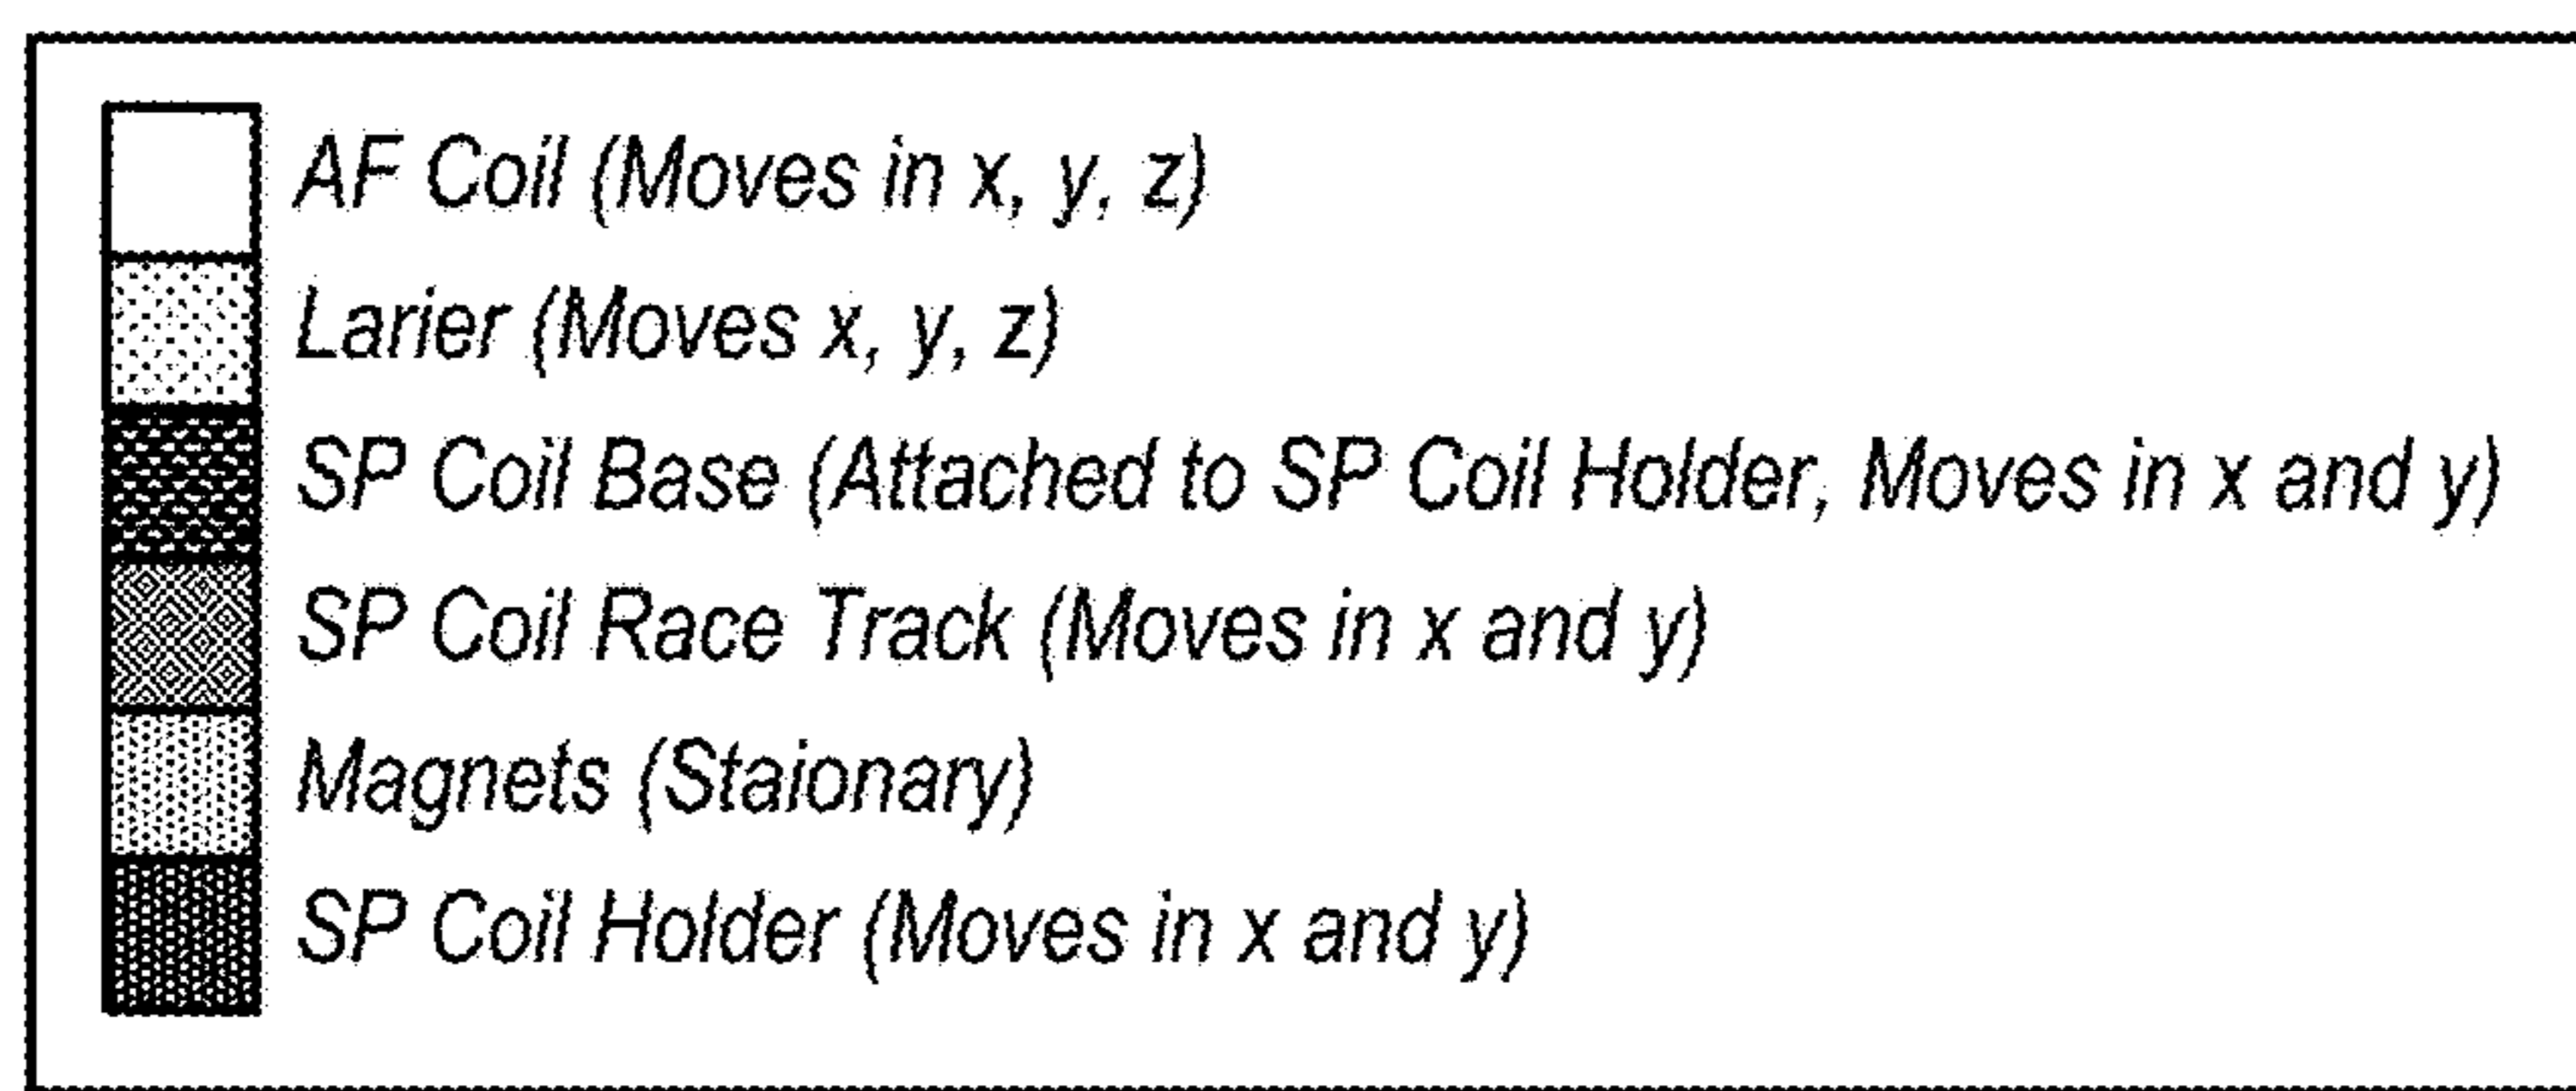 AF Coil (Moves in x, y, z)
Larier (Moves x, y, z)
SP Coil Base (Attached to SP Coil Holder, Moves in x and y)
SP Coil Race Track (Moves in x and y)
Magnets (Staionary)
SP Coil Holder (Moves in x and y)